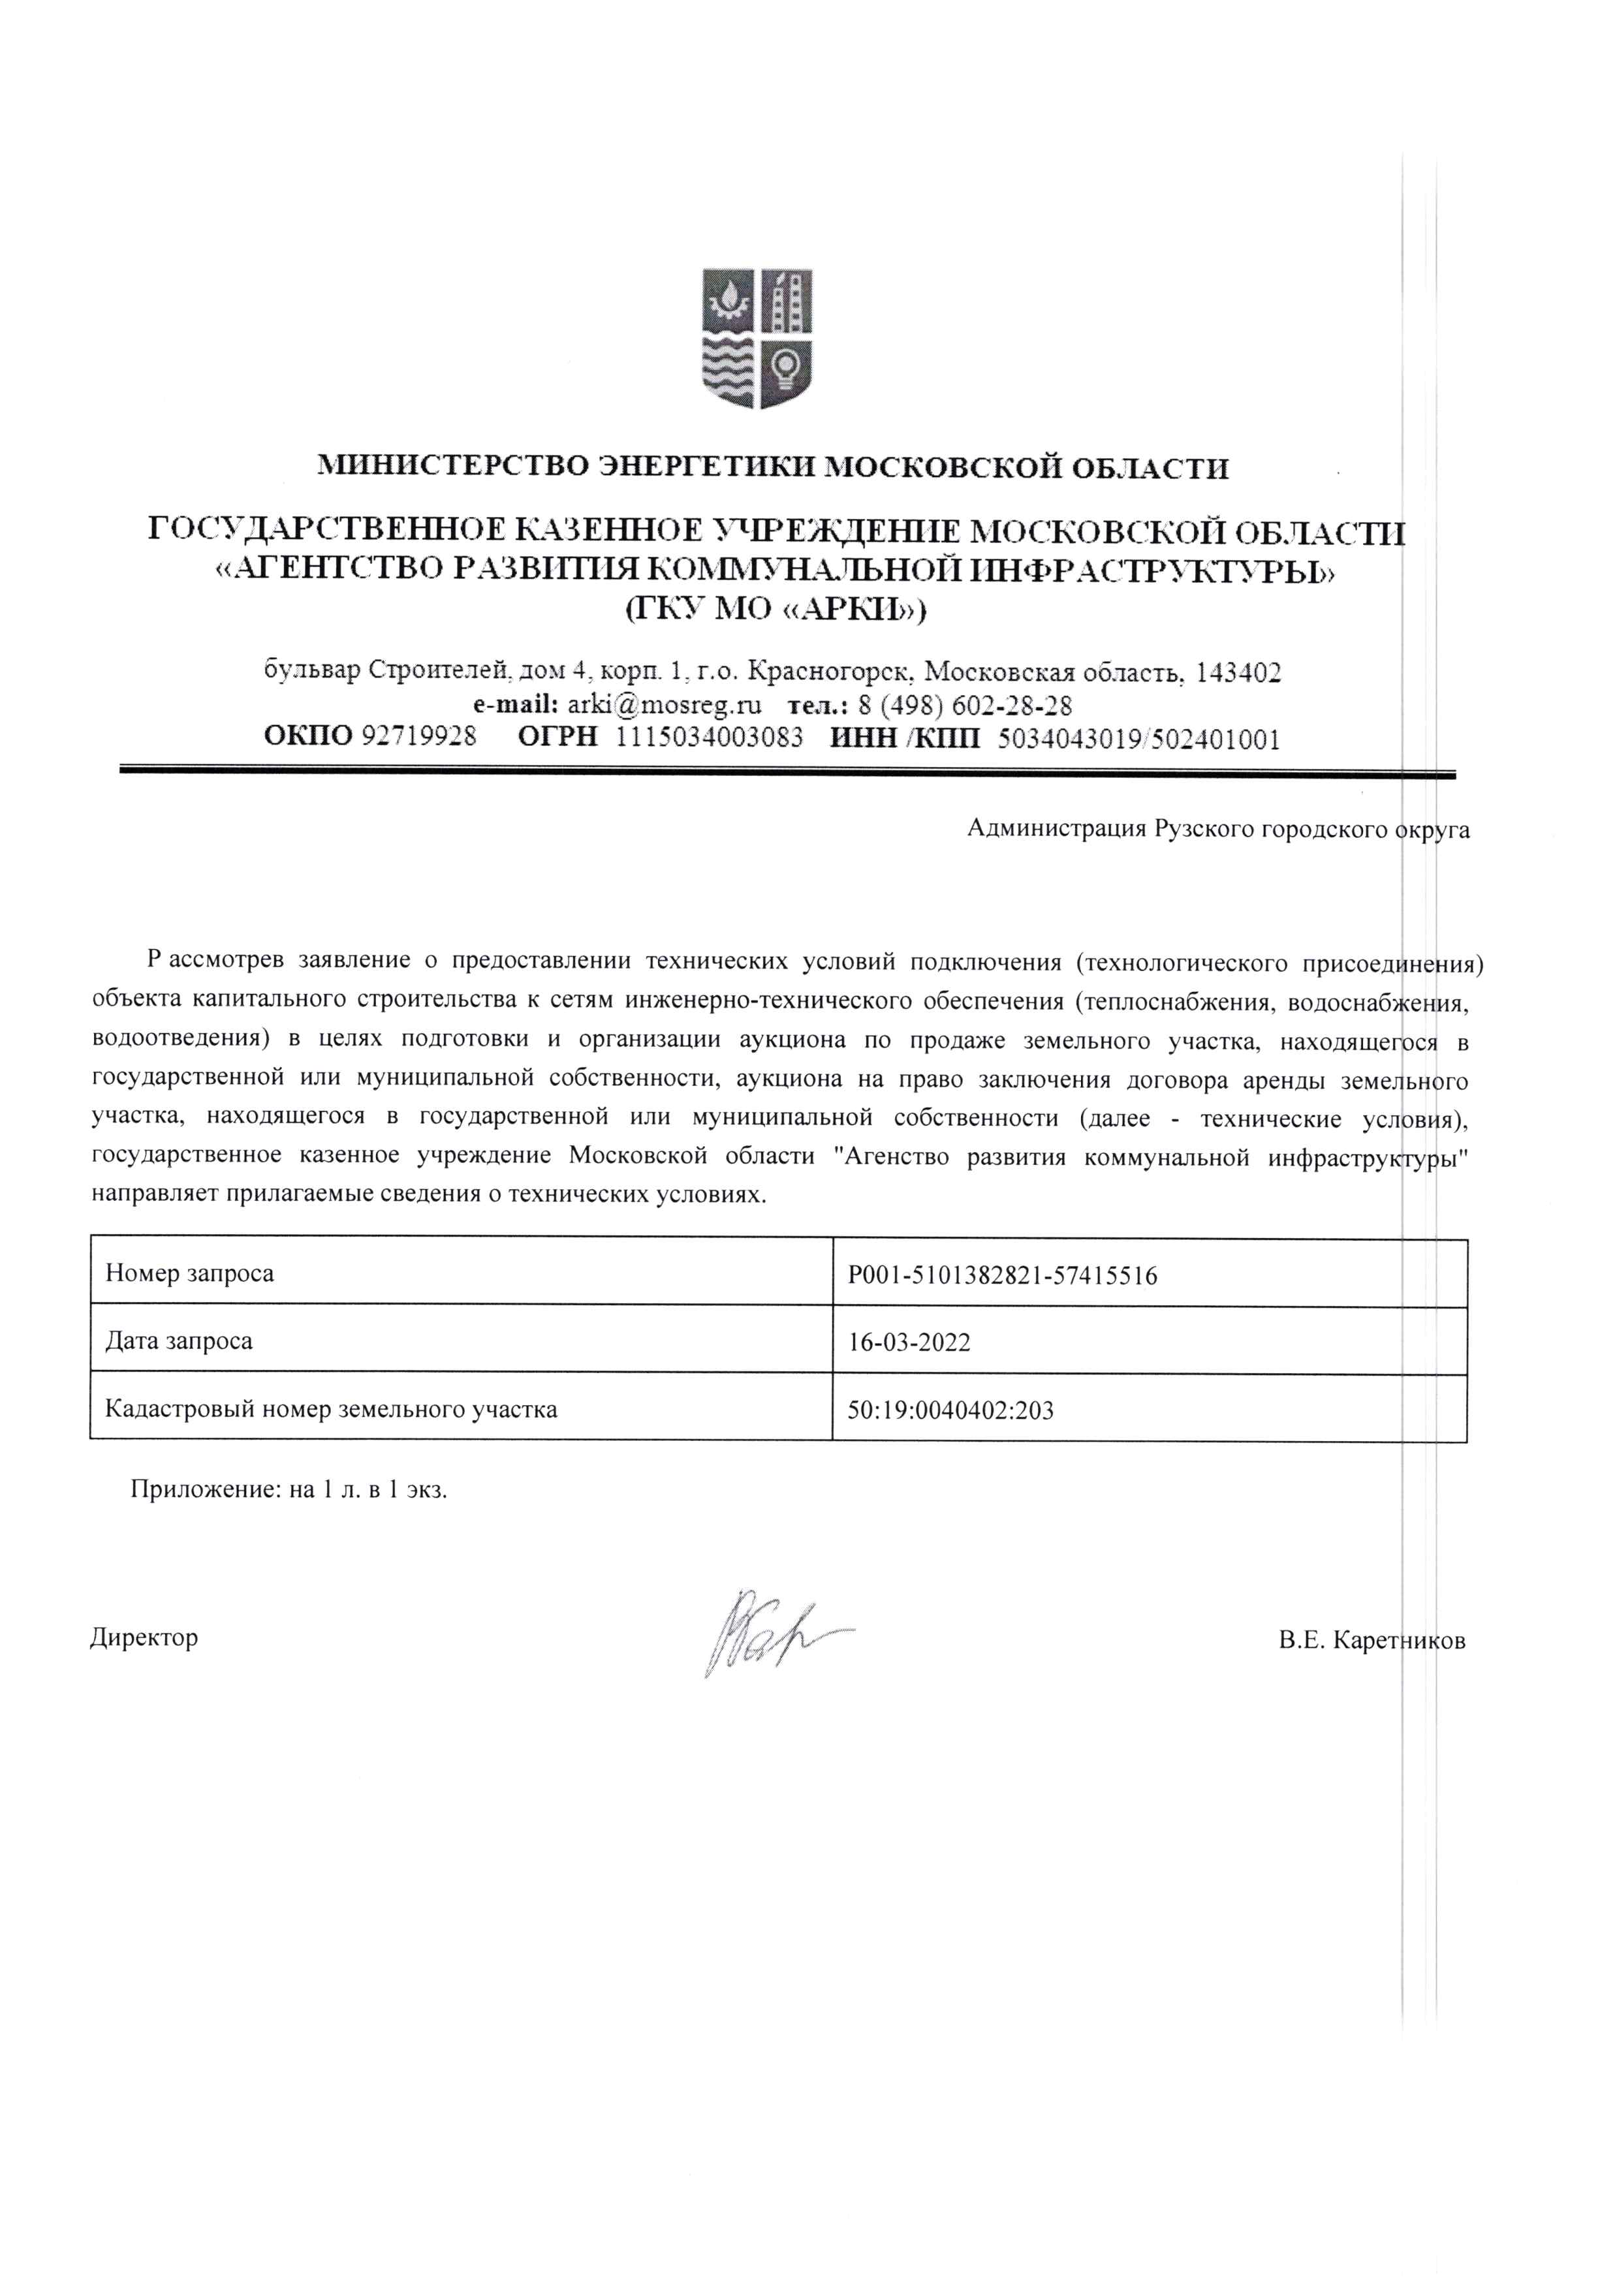 МИНИСТЕРСТВО ЭНЕРГЕТИКИ МОСКОВСКОЙ ОБЛАСТИ
ГОСУДАРСТВЕННОЕ КАЗЕННОЕ УЧРЕЖДЕНИЕ МОСКОВСКОЙ ОБЛАСТИ
«АГЕНТСТВО РАЗВИТИЯ КОММУНАЛЬНОЙ ИНФРАСТРУКТУРЫ»
(ГКУ МО «АРКИ»)
бульвар Строителей, дом 4, корп. 1, г.о. Красногорск, Московская область, 143402
e-mail: arki@mosreg.ru тел.: 8 (498) 602-28-28
ОКПО 92719928 ОГРН 1115034003083 ИНН /КПП 5034043019/502401001
Администрация Рузского городского округа
Р ассмотрев заявление о предоставлении технических условий подключения (технологического присоединения)
объекта капитального строительства к сетям инженерно-технического обеспечения (теплоснабжения, водоснабжения,
водоотведения) в целях подготовки и организации аукциона по продаже земельного участка, находящегося в
государственной или муниципальной собственности, аукциона на право заключения договора аренды земельного
участка, находящегося в государственной или муниципальной собственности (далее - технические условия),
государственное казенное учреждение Московской области "Агенство развития коммунальной инфраструктуры"
направляет прилагаемые сведения о технических условиях.
Номер запроса P001-5101382821-57415516
Дата запроса 16-03-2022
Кадастровый номер земельного участка 50:19:0040402:203
Приложение: на 1 л. в 1 экз.
Директор В.Е. Каретников